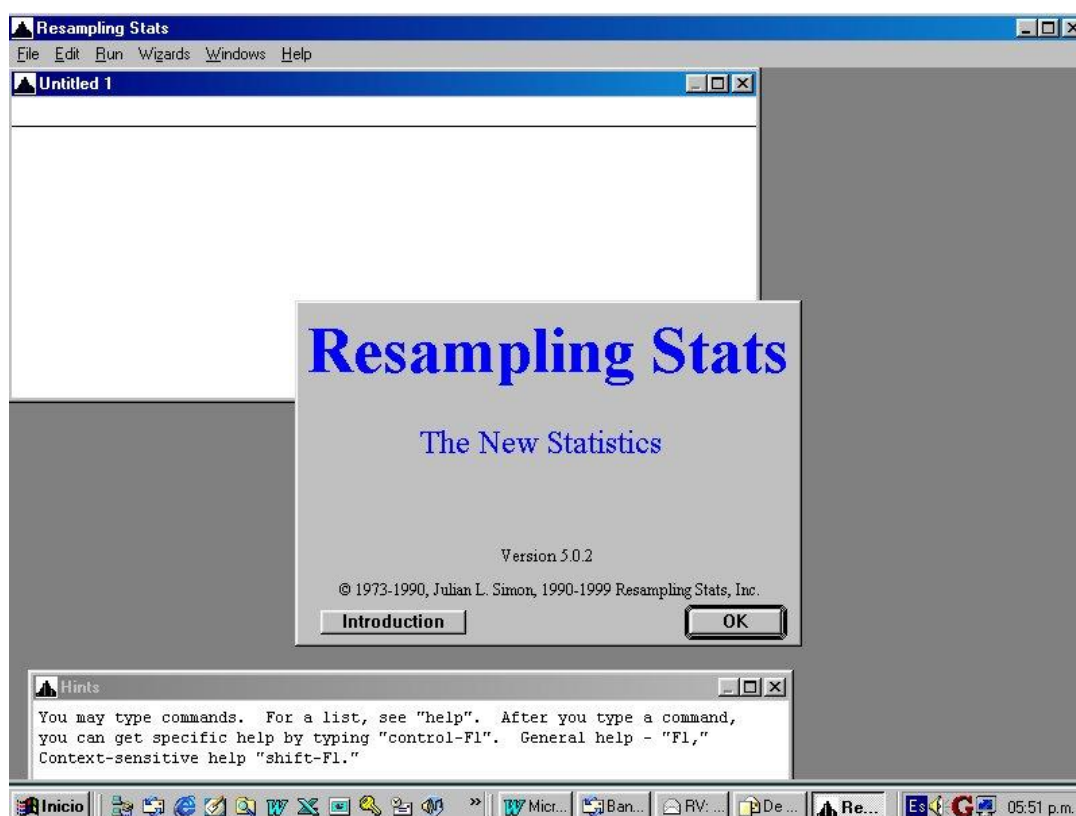 Resampling Stats
File Edit Run Wizards Windows Help
Untitled 1
Resampling Stats
The New Statistics
Version 5.0.2
© 1973-1990, Julian L. Simon, 1990-1999 Resampling Stats, Inc.
Introduction OK
Hints
You may type commands. For a list, see "help". After you type a command,
you can get specific help by typing "control-F1". General help - "F1,"
Context-sensitive help "shift-F1."
Inicio » Micr... Ban... RV: ... De ... Re... Es 05:51 p.m.